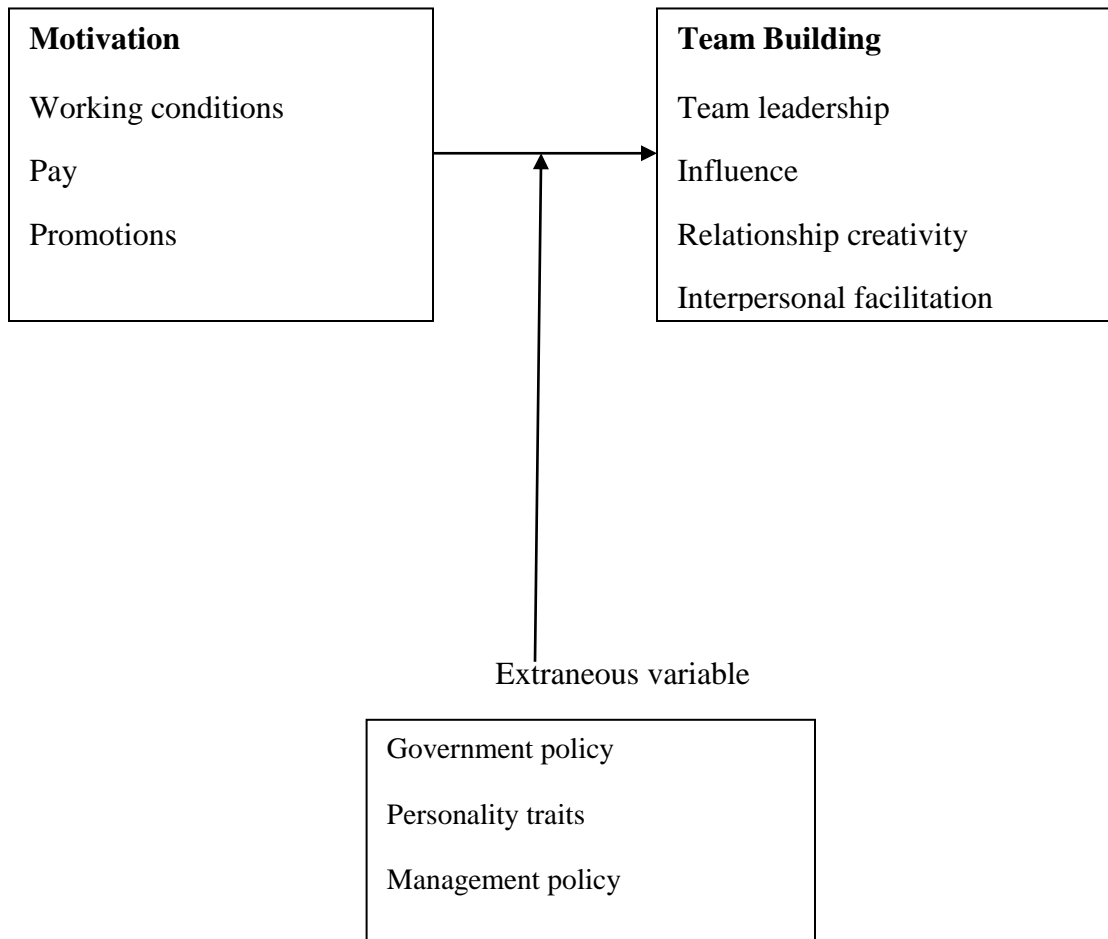 Motivation
Working conditions
Pay
Promotions
Team Building
Team leadership
Influence
Relationship creativity
Interpersonal facilitation
Extraneous variable
Government policy
Personality traits
Management policy